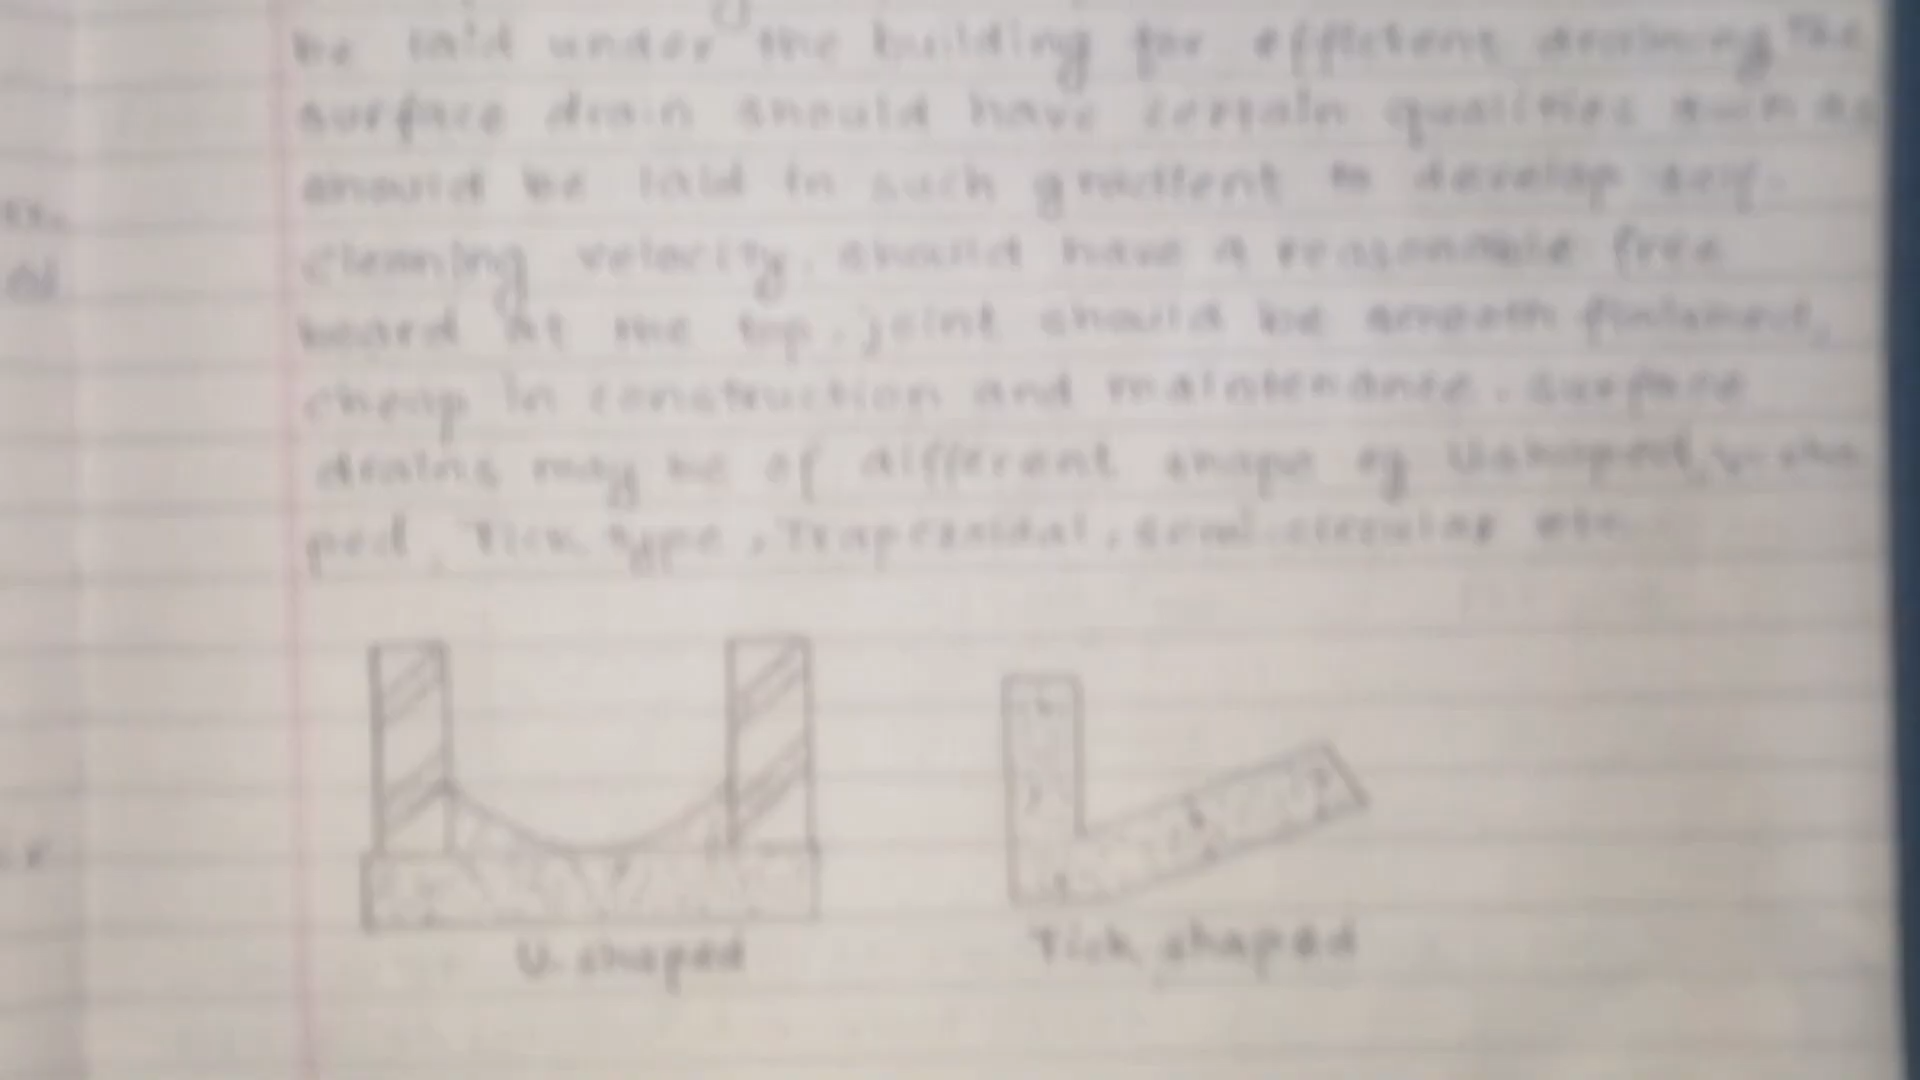 be laid under the building for efficient draining The
surface drain should have certain qualities such as
should be laid in such gradient to develop self
cleaning velocity, should have a reasonable free
board at the top, joint should be smooth finished,
cheap in construction and maintenance. surface
drains may be of different shape eg Ushaped, v-sha
ped, Tick type, Trapezoidal, semi-circular etc.
U-shaped
Tick shaped